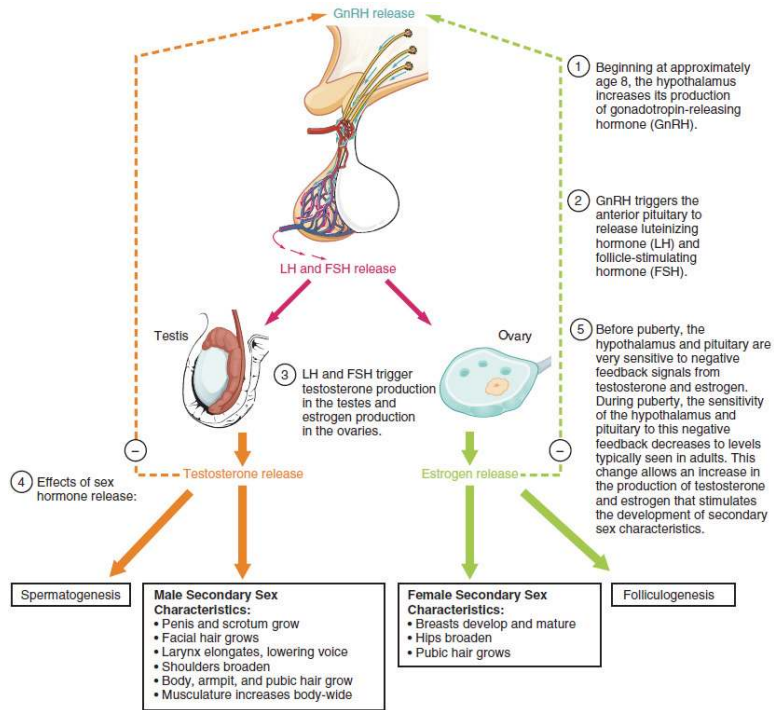 GnRH release
1 Beginning at approximately
age 8, the hypothalamus
increases its production
of gonadotropin-releasing
hormone (GnRH).
2 GnRH triggers the
anterior pituitary to
release luteinizing
hormone (LH) and
follicle-stimulating
hormone (FSH).
LH and FSH release
Testis
3 LH and FSH trigger
testosterone production
in the testes and
estrogen production
in the ovaries.
Ovary
5 Before puberty, the
hypothalamus and pituitary are
very sensitive to negative
feedback signals from
testosterone and estrogen.
During puberty, the sensitivity
of the hypothalamus and
pituitary to this negative
feedback decreases to levels
typically seen in adults. This
change allows an increase in
the production of testosterone
and estrogen that stimulates
the development of secondary
sex characteristics.
–
–
4 Effects of sex
hormone release:
Testosterone release
Estrogen release
Spermatogenesis
Male Secondary Sex
Characteristics:
• Penis and scrotum grow
• Facial hair grows
• Larynx elongates, lowering voice
• Shoulders broaden
• Body, armpit, and pubic hair grow
• Musculature increases body-wide
Female Secondary Sex
Characteristics:
• Breasts develop and mature
• Hips broaden
• Pubic hair grows
Folliculogenesis